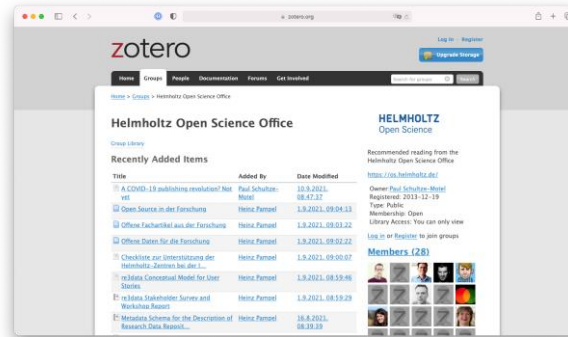 zotero.org
zotero
Log In · Register
Upgrade Storage
Home Groups People Documentation Forums Get Involved
Search for groups Search
Home > Groups > Helmholtz Open Science Office
Helmholtz Open Science Office
Group Library
Recently Added Items
Title Added By Date Modified
A COVID-19 publishing revolution? Not yet Paul Schultze-Motel 10.9.2021, 08:47:37
Open Source in der Forschung Heinz Pampel 1.9.2021, 09:04:13
Offene Fachartikel aus der Forschung Heinz Pampel 1.9.2021, 09:03:22
Offene Daten für die Forschung Heinz Pampel 1.9.2021, 09:02:22
Checkliste zur Unterstützung der Helmholtz-Zentren bei der I... Heinz Pampel 1.9.2021, 09:00:07
re3data Conceptual Model for User Stories Heinz Pampel 1.9.2021, 08:59:46
re3data Stakeholder Survey and Workshop Report Heinz Pampel 1.9.2021, 08:59:29
Metadata Schema for the Description of Research Data Reposit... Heinz Pampel 16.8.2021, 08:39:39
HELMHOLTZ
Open Science
Recommended reading from the
Helmholtz Open Science Office
https://os.helmholtz.de/
Owner: Paul Schultze-Motel
Registered: 2013-12-19
Type: Public
Membership: Open
Library Access: You can only view
Log in or Register to join groups
Members (28)